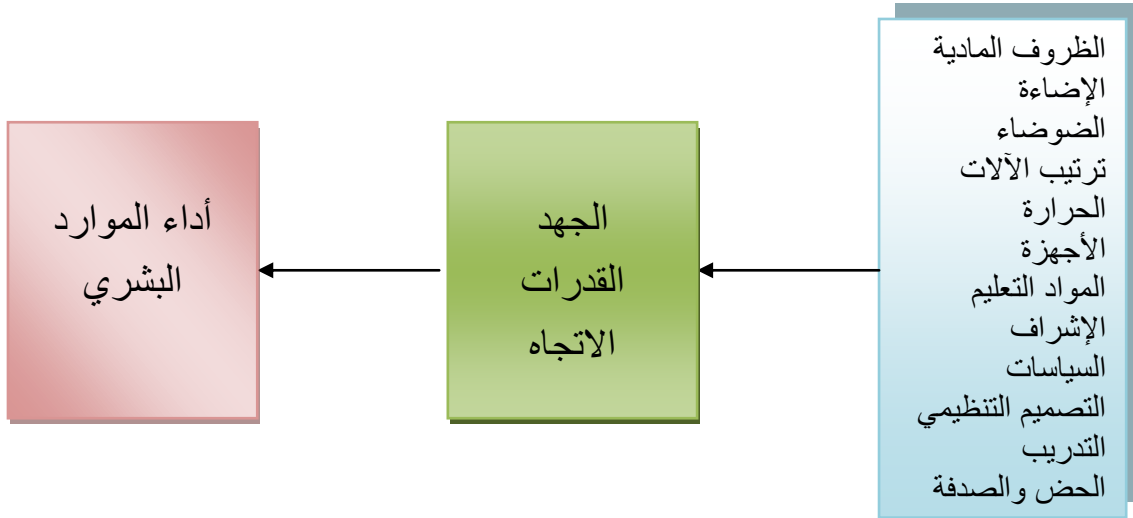 الظروف المادية
الإضاءة
الضوضاء
ترتيب الآلات
الحرارة
الأجهزة
المواد التعليم
الإشراف
السياسات
التصميم التنظيمي
التدريب
الحض والصدفة
الجهد
القدرات
الاتجاه
أداء الموارد
البشري